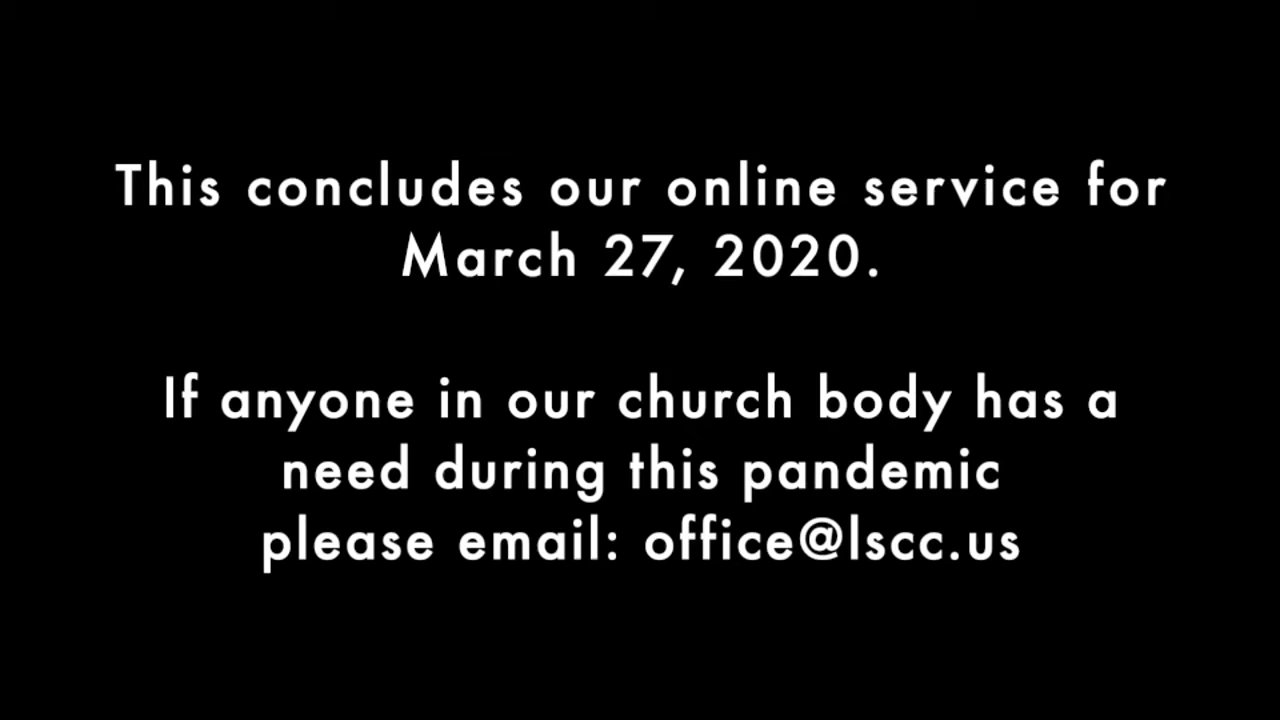 This concludes our online service for
March 27, 2020.
If anyone in our church body has a
need during this pandemic
please email: office@lscc.us